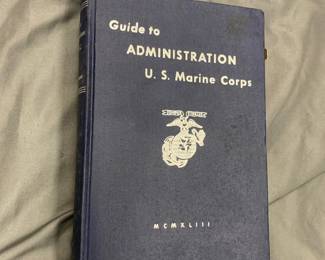 Guide to
ADMINISTRATION
U. S. Marine Corps
MCMXLIII